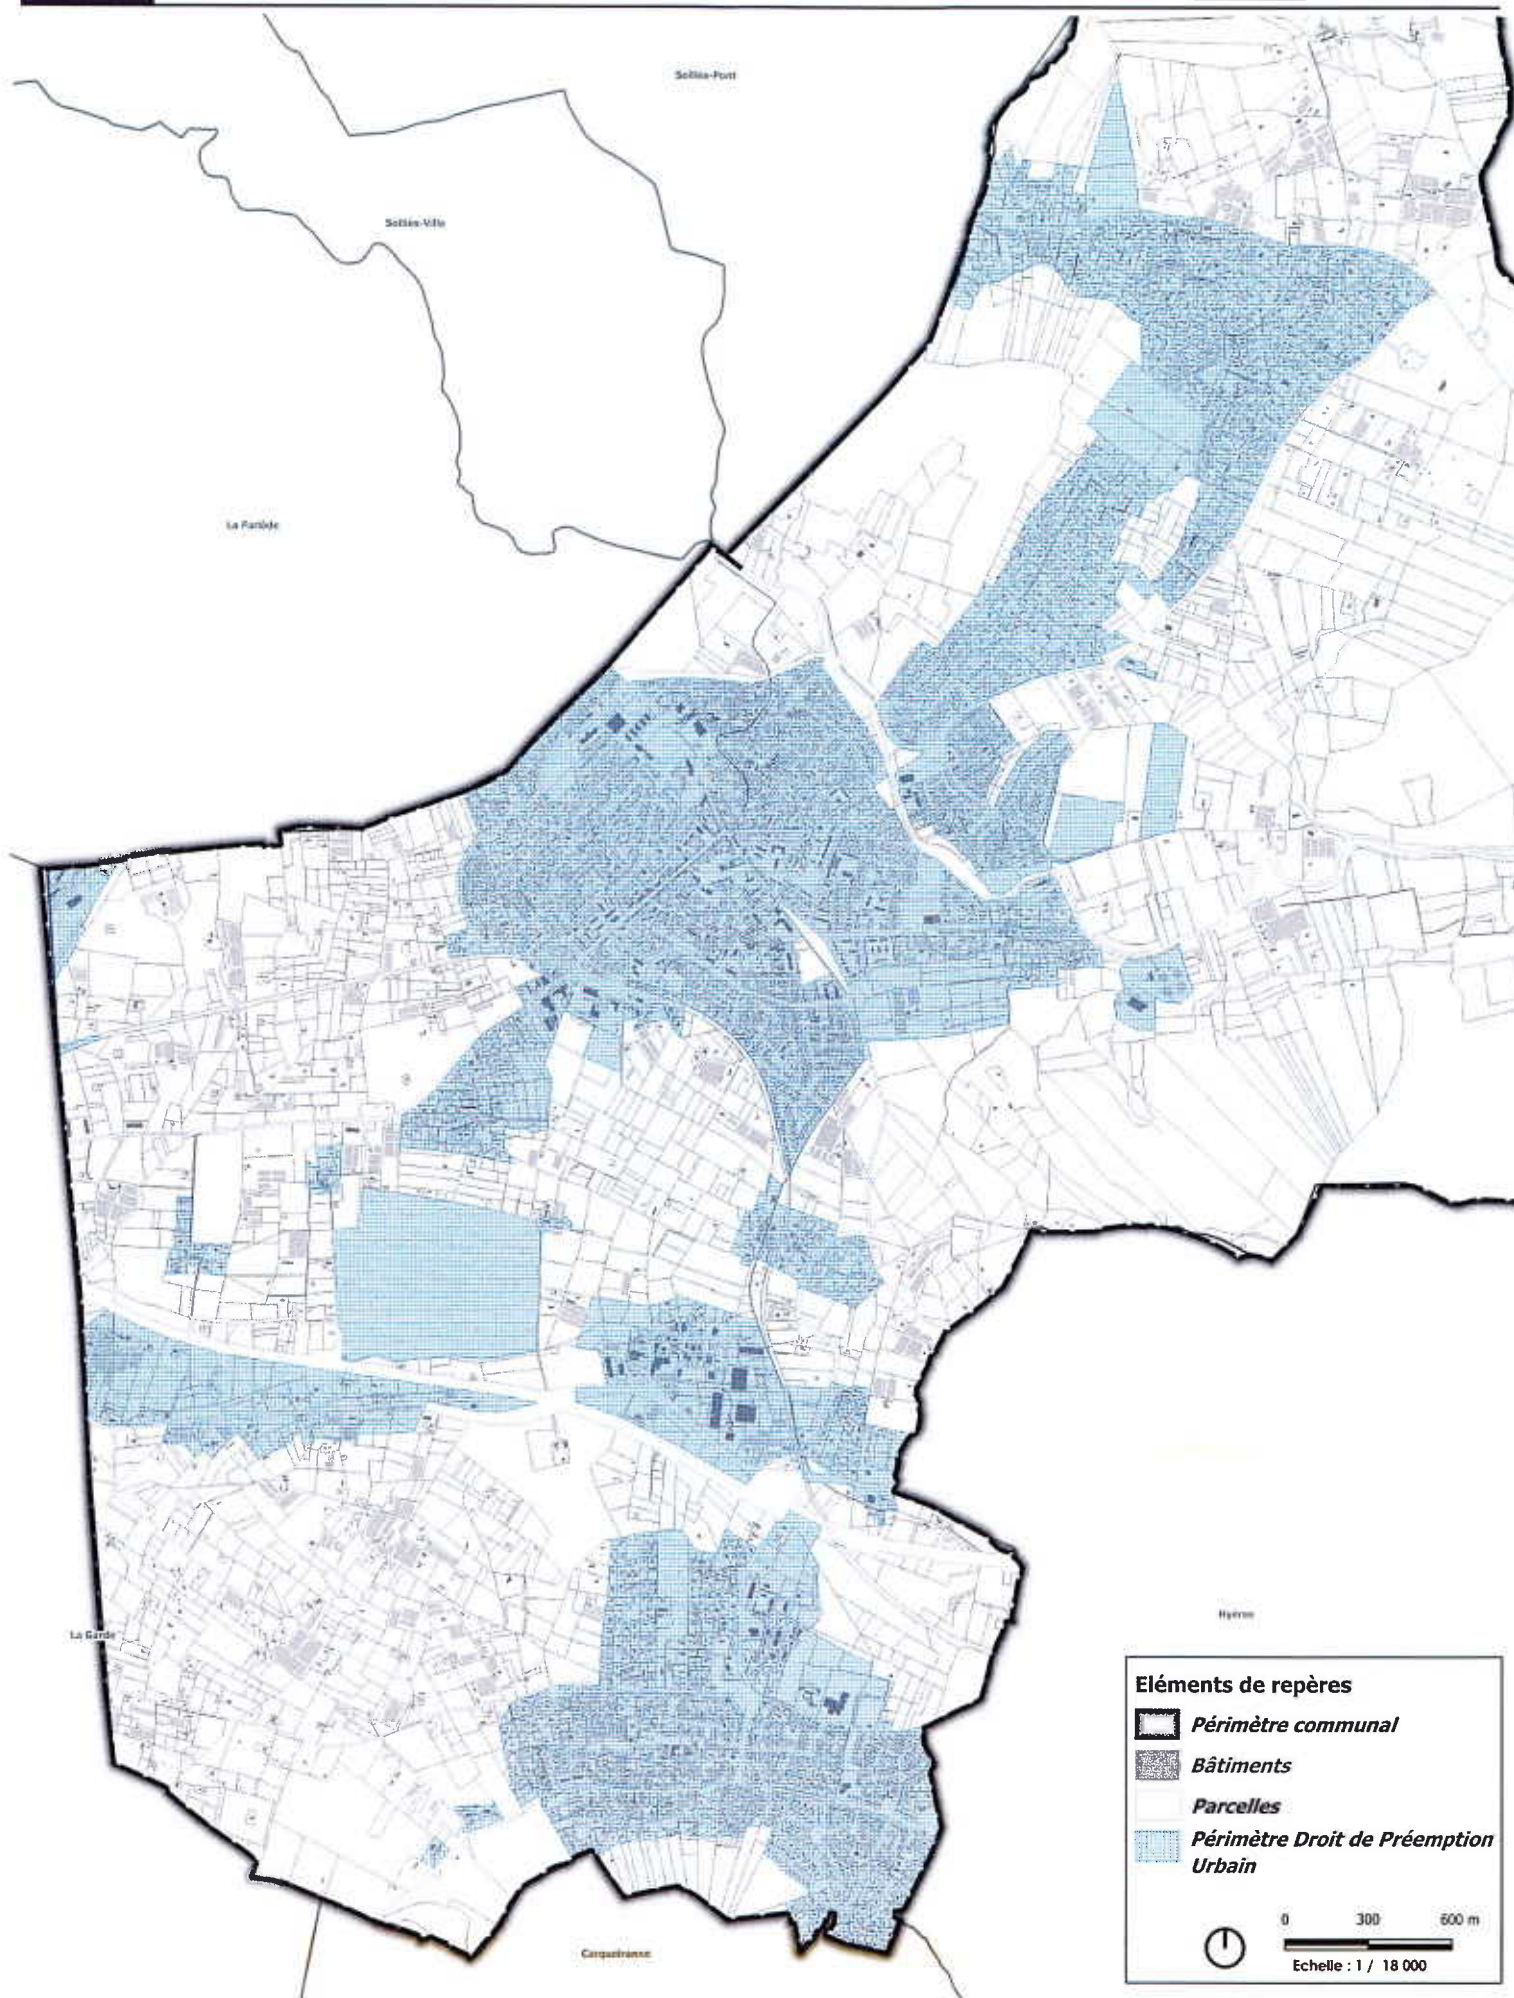 Solliès-Pont
Solliès-Ville
La Farlède
La Garde
Hyères
Carqueiranne
Eléments de repères
Périmètre communal
Bâtiments
Parcelles
Périmètre Droit de Préemption
Urbain
0 300 600 m
Echelle : 1 / 18 000